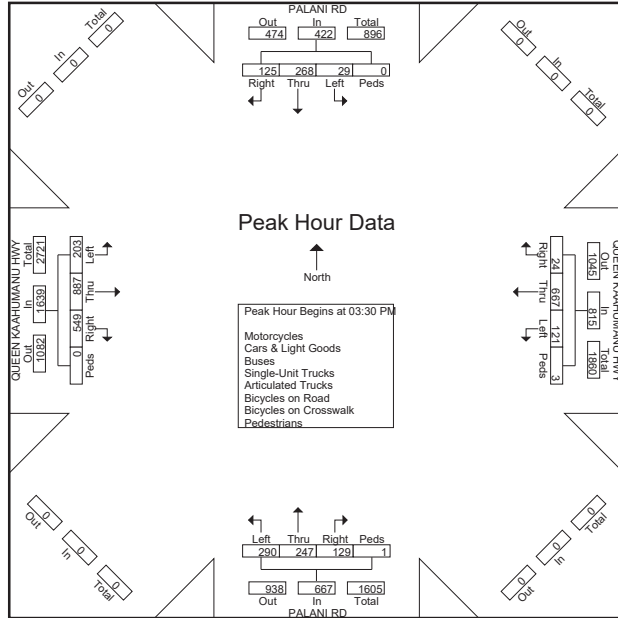 PALANI RD
Out In Total
474 422 896
125 268 29 0
Right Thru Left Peds
Out In Total
0 0 0
Out In Total
0 0 0
QUEEN KAAHUMANU HWY
Total In Out
2721 1639 1082
203 887 549 0
Left Thru Right Peds
Peak Hour Data
North
Peak Hour Begins at 03:30 PM
Motorcycles
Cars & Light Goods
Buses
Single-Unit Trucks
Articulated Trucks
Bicycles on Road
Bicycles on Crosswalk
Pedestrians
Right Thru Left Peds
24 667 121 3
1045 815 1860
Out In Total
QUEEN KAAHUMANU HWY
0 0 0
Out In Total
0 0 0
Out In Total
Left Thru Right Peds
290 247 129 1
938 667 1605
Out In Total
PALANI RD